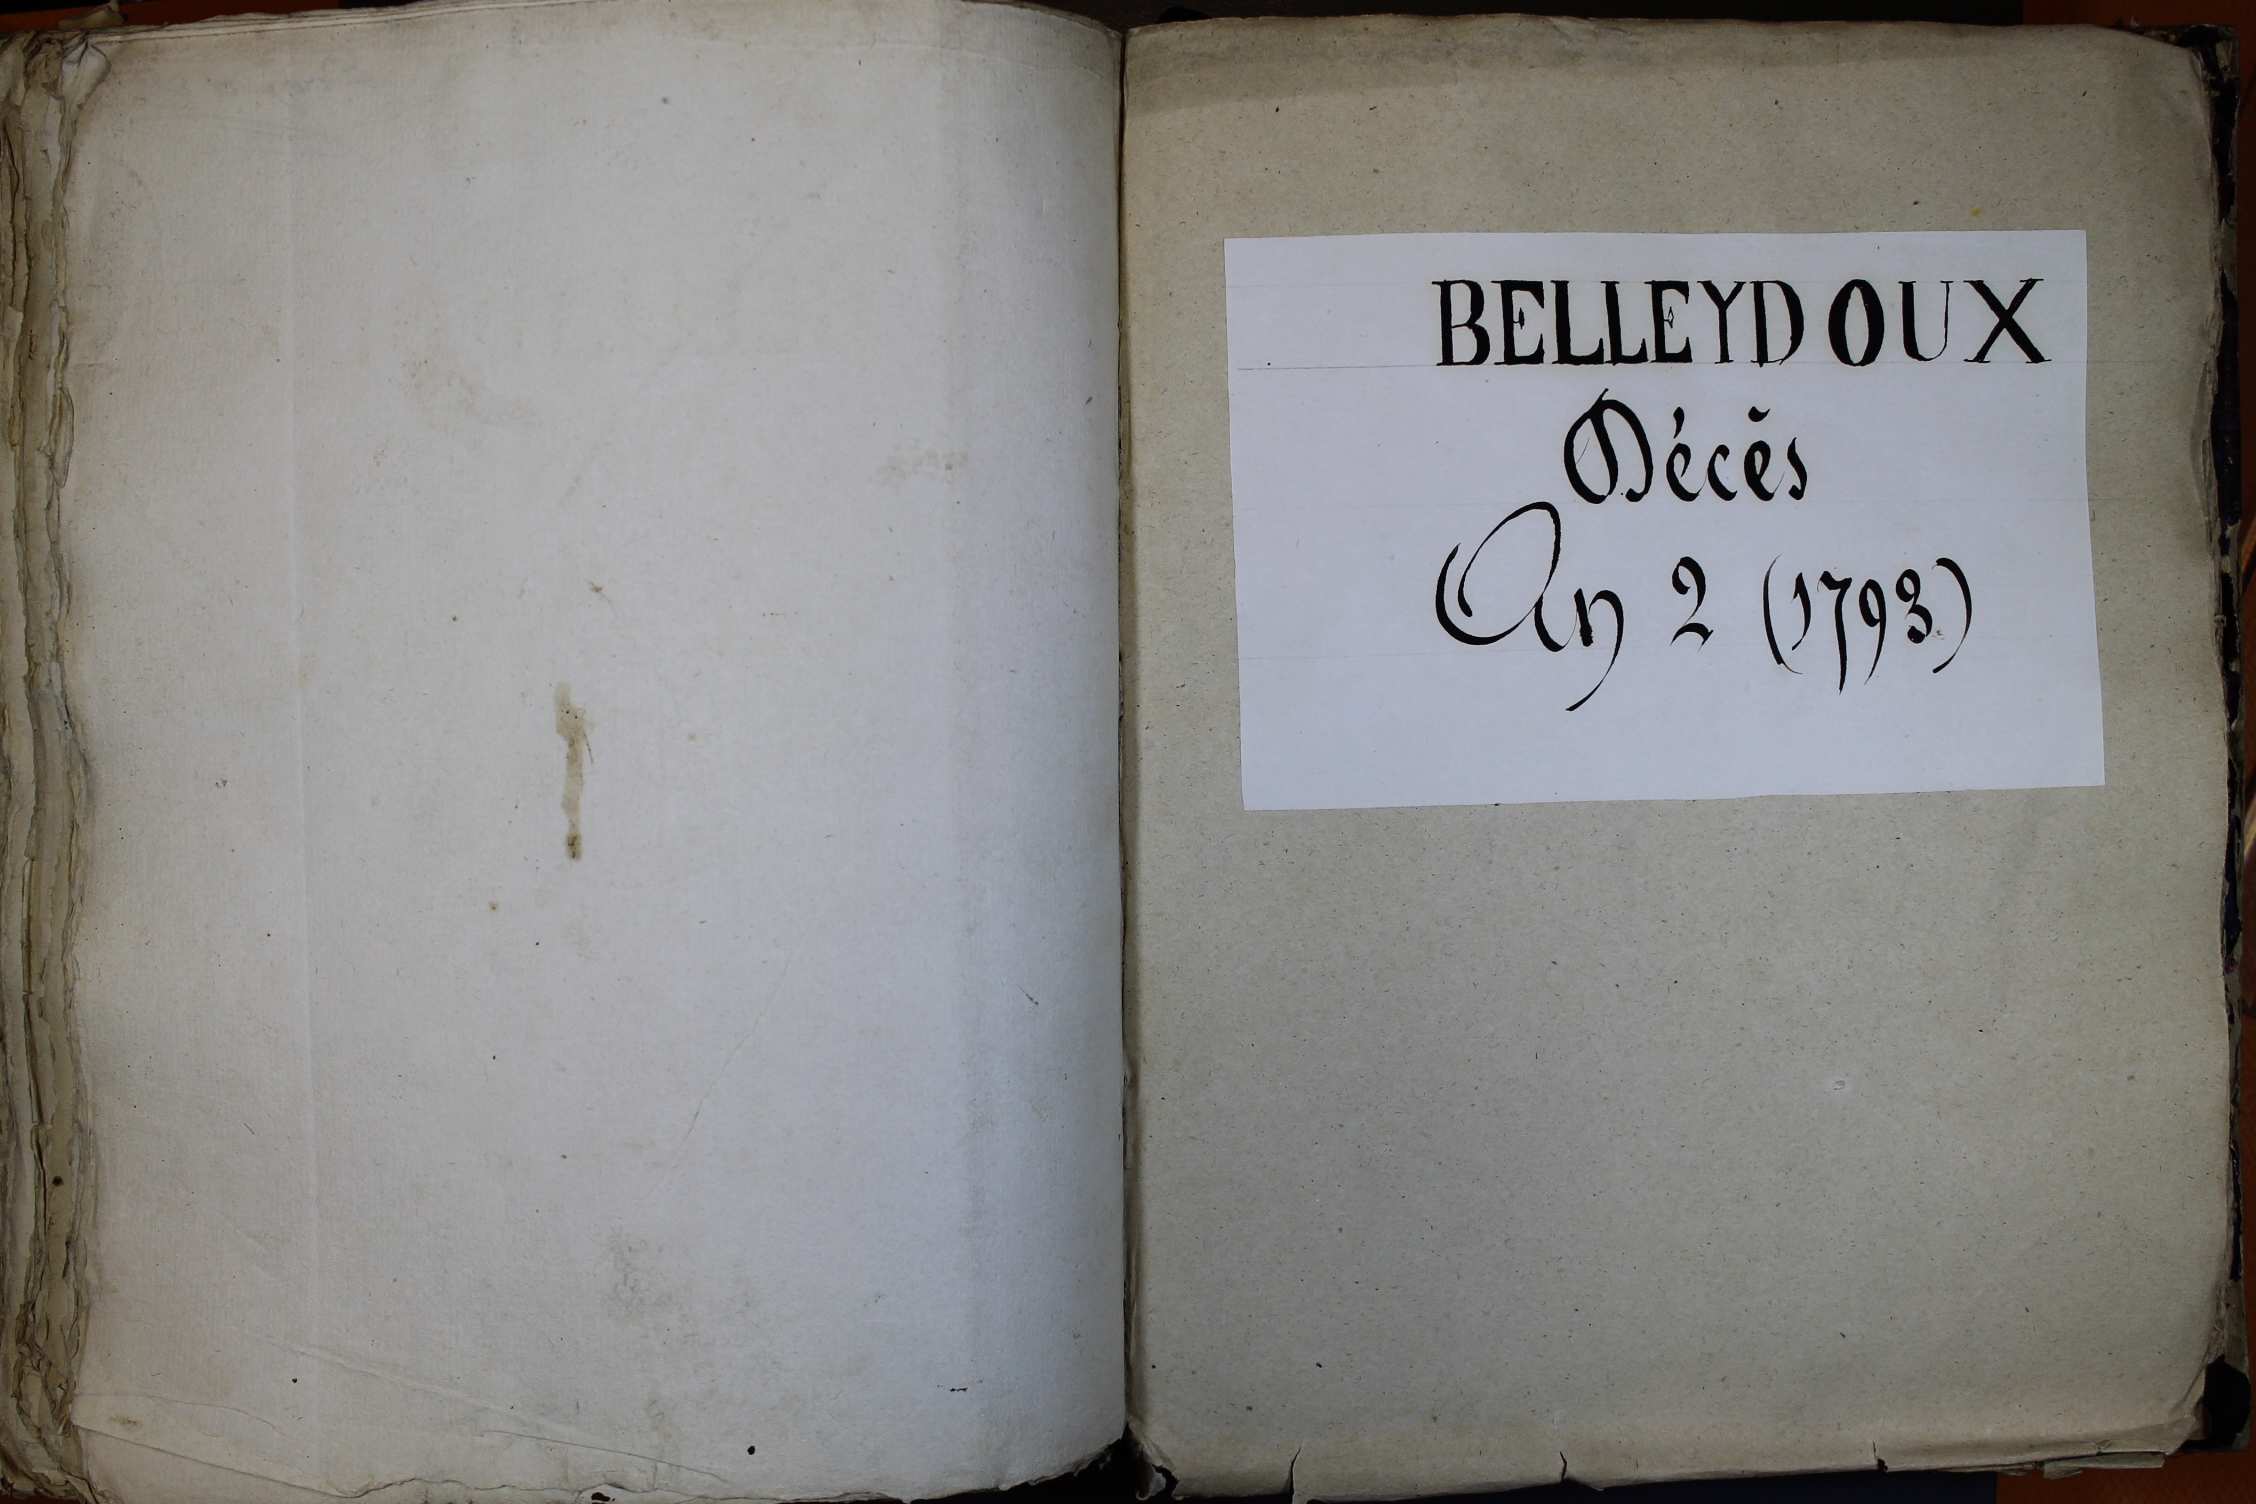 BELLEYDOUX
Décès
An 2 (1793)